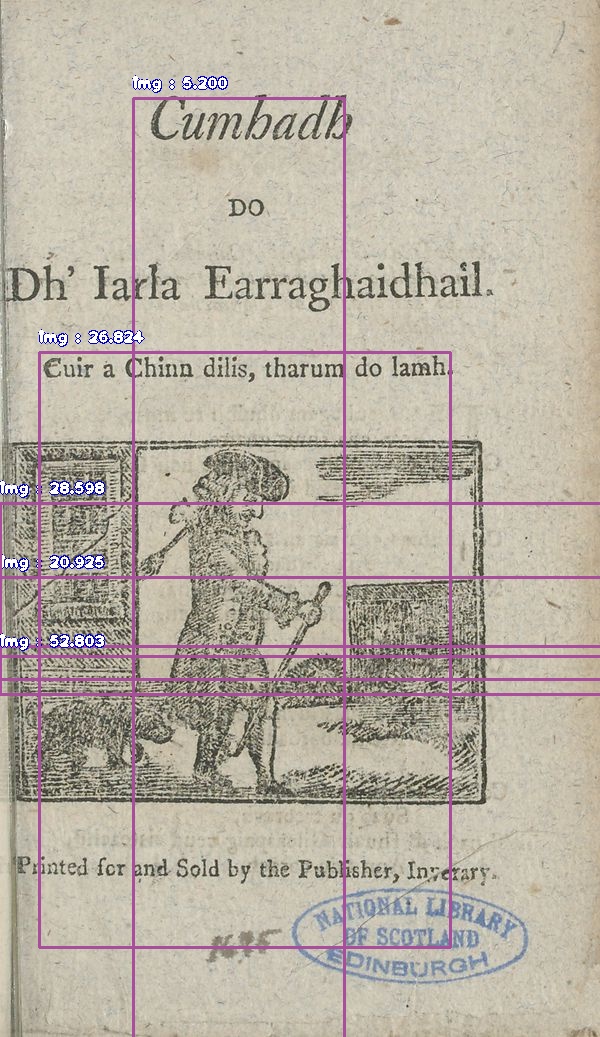 Cumhadh
DO
Dh' Iarla Earraghaidhail.
Cuir a Chinn dilis, tharum do lamh.
Printed for and Sold by the Publisher, Inverary.
NATIONAL LIBRARY
OF SCOTLAND
EDINBURGH
img : 5.200
img : 26.824
img : 28.598
img : 20.925
img : 52.803